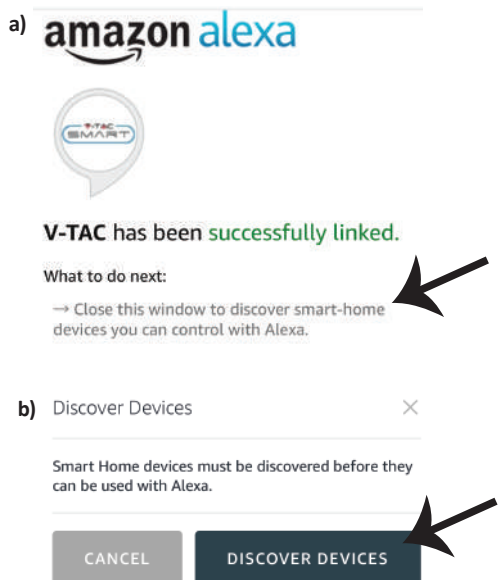 a)
amazon alexa
V-TAC
SMART
V-TAC has been successfully linked.
What to do next:
→ Close this window to discover smart-home
devices you can control with Alexa.
b) Discover Devices ×
Smart Home devices must be discovered before they
can be used with Alexa.
CANCEL DISCOVER DEVICES